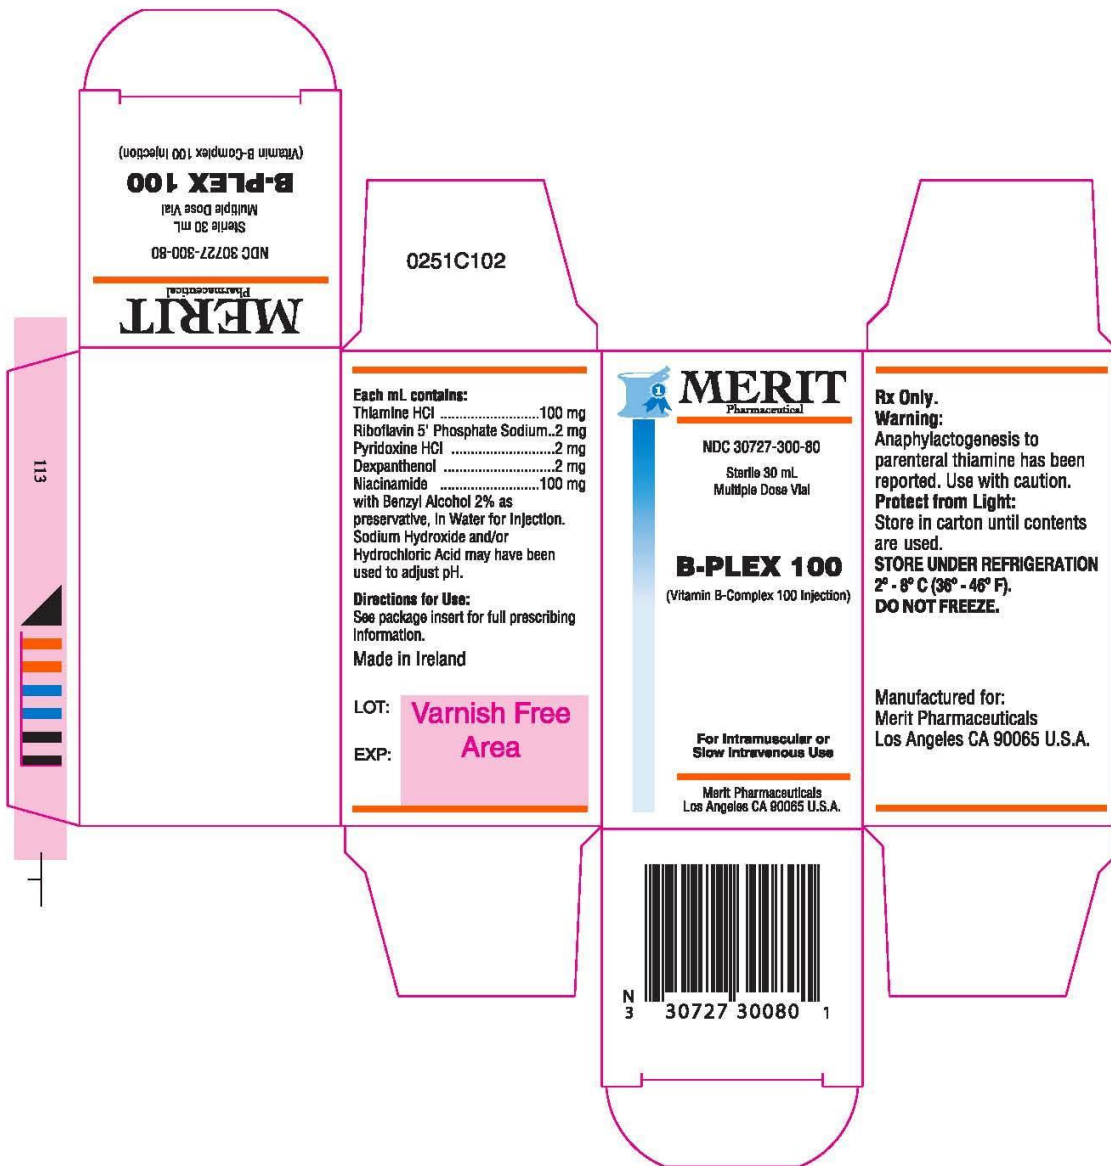 (Vitamin B-Complex 100 Injection)
B-PLEX 100
Multiple Dose Vial
Sterile 30 mL
NDC 30727-300-80
Pharmaceutical
MERIT
0251C102
113
Each mL contains:
Thiamine HCl ........................100 mg
Riboflavin 5' Phosphate Sodium..2 mg
Pyridoxine HCl ........................2 mg
Dexpanthenol ..........................2 mg
Niacinamide ........................100 mg
with Benzyl Alcohol 2% as
preservative, in Water for Injection.
Sodium Hydroxide and/or
Hydrochloric Acid may have been
used to adjust pH.
Directions for Use:
See package insert for full prescribing
information.
Made in Ireland
LOT:
EXP:
Varnish Free
Area
1
MERIT
Pharmaceutical
NDC 30727-300-80
Sterile 30 mL
Multiple Dose Vial
B-PLEX 100
(Vitamin B-Complex 100 Injection)
For Intramuscular or
Slow Intravenous Use
Merit Pharmaceuticals
Los Angeles CA 90065 U.S.A.
Rx Only.
Warning:
Anaphylactogenesis to
parenteral thiamine has been
reported. Use with caution.
Protect from Light:
Store in carton until contents
are used.
STORE UNDER REFRIGERATION
2º - 8º C (36º - 46º F).
DO NOT FREEZE.
Manufactured for:
Merit Pharmaceuticals
Los Angeles CA 90065 U.S.A.
N
3 30727 30080 1